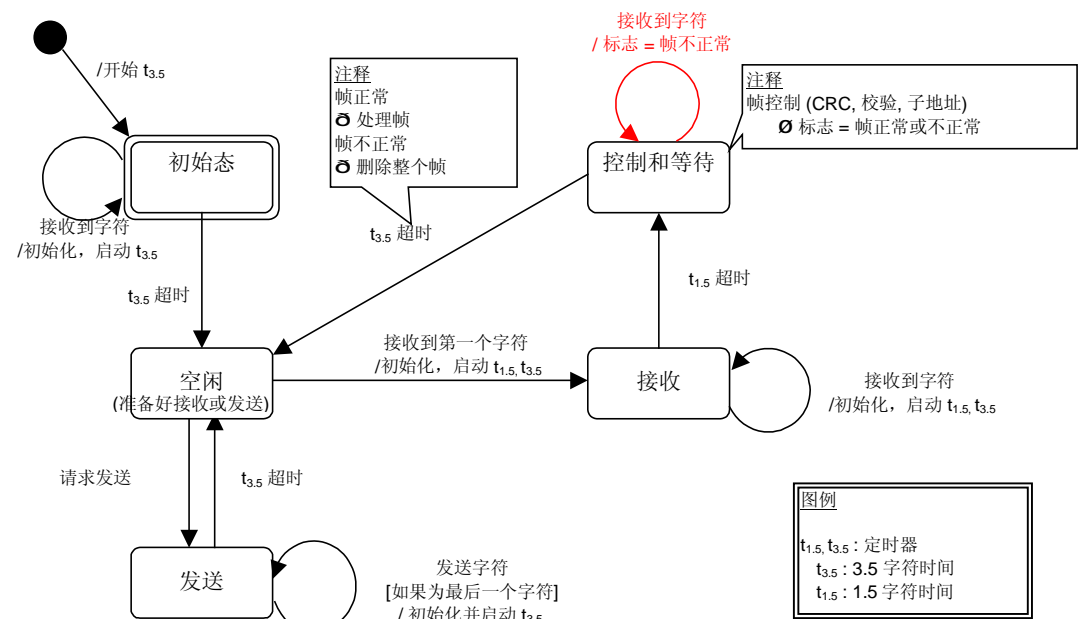 接收到字符
/ 标志 = 帧不正常
/开始 t3.5
注释
帧正常
ð 处理帧
帧不正常
ð 删除整个帧
注释
帧控制 (CRC, 校验, 子地址)
Ø 标志 = 帧正常或不正常
初始态
控制和等待
接收到字符
/初始化，启动 t3.5
t3.5 超时
t1.5 超时
t3.5 超时
接收到第一个字符
/初始化，启动 t1.5, t3.5
空闲
(准备好接收或发送)
接收
接收到字符
/初始化，启动 t1.5, t3.5
请求发送
t3.5 超时
图例
t1.5, t3.5 : 定时器
t3.5 : 3.5 字符时间
t1.5 : 1.5 字符时间
发送
发送字符
[如果为最后一个字符]
/ 初始化并启动 t3.5